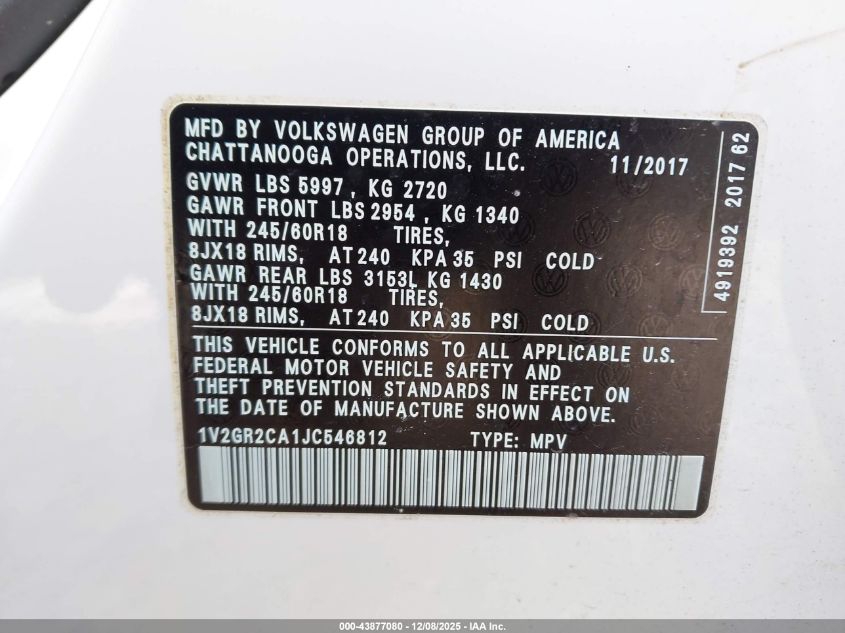 MFD BY VOLKSWAGEN GROUP OF AMERICA
CHATTANOOGA OPERATIONS, LLC. 11/2017
GVWR LBS 5997 , KG 2720
GAWR FRONT LBS 2954 , KG 1340
WITH 245/60R18 TIRES,
8JX18 RIMS, AT 240 KPA 35 PSI COLD
GAWR REAR LBS 3153L KG 1430
WITH 245/60R18 TIRES,
8JX18 RIMS, AT 240 KPA 35 PSI COLD
THIS VEHICLE CONFORMS TO ALL APPLICABLE U.S.
FEDERAL MOTOR VEHICLE SAFETY AND
THEFT PREVENTION STANDARDS IN EFFECT ON
THE DATE OF MANUFACTURE SHOWN ABOVE.
1V2GR2CA1JC546812 TYPE: MPV
4919392 2017 62
000-43877080 - 12/08/2025 - IAA Inc.